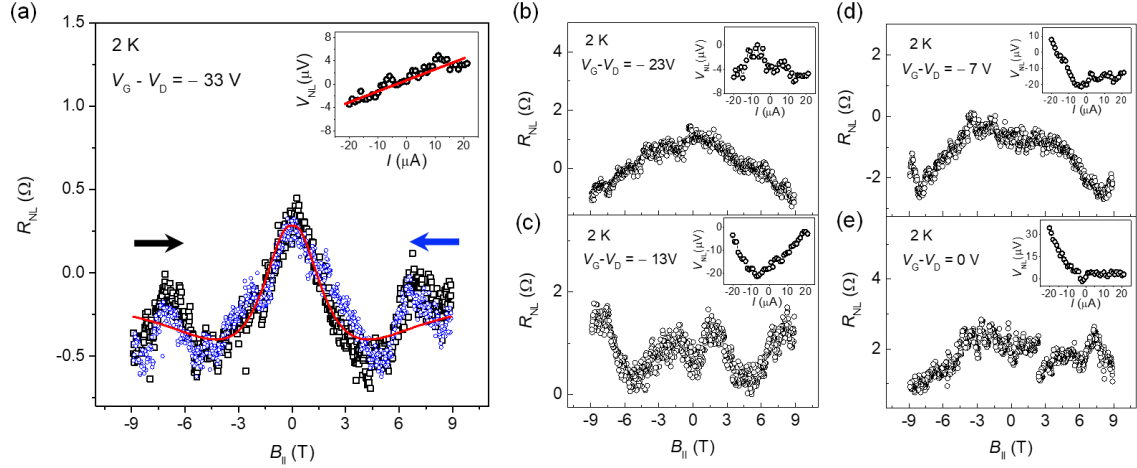 (a)
1.5
1.0
0.5
0.0
-0.5
R_NL (Ω)
2 K
V_G - V_D = − 33 V
8
4
0
-4
-8
V_NL(μV)
-20 -10 0 10 20
I (μA)
-9 -6 -3 0 3 6 9
B_|| (T)
(b)
4
2
0
R_NL (Ω)
2 K
V_G-V_D = − 23V
0
-4
-8
V_NL (μV)
-20 -10 0 10 20
I (μA)
(c)
2
0
R_NL (Ω)
2 K
V_G-V_D = − 13V
0
-10
-20
V_NL (μV)
-20 -10 0 10 20
I (μA)
-9 -6 -3 0 3 6 9
B_|| (T)
(d)
2
0
-2
R_NL (Ω)
2 K
V_G-V_D = − 7 V
10
0
-10
-20
V_NL (μV)
-20 -10 0 10 20
I (μA)
(e)
6
4
2
R_NL (Ω)
2 K
V_G-V_D = 0 V
30
15
0
V_NL (μV)
-20 -10 0 10 20
I (μA)
-9 -6 -3 0 3 6 9
B_|| (T)